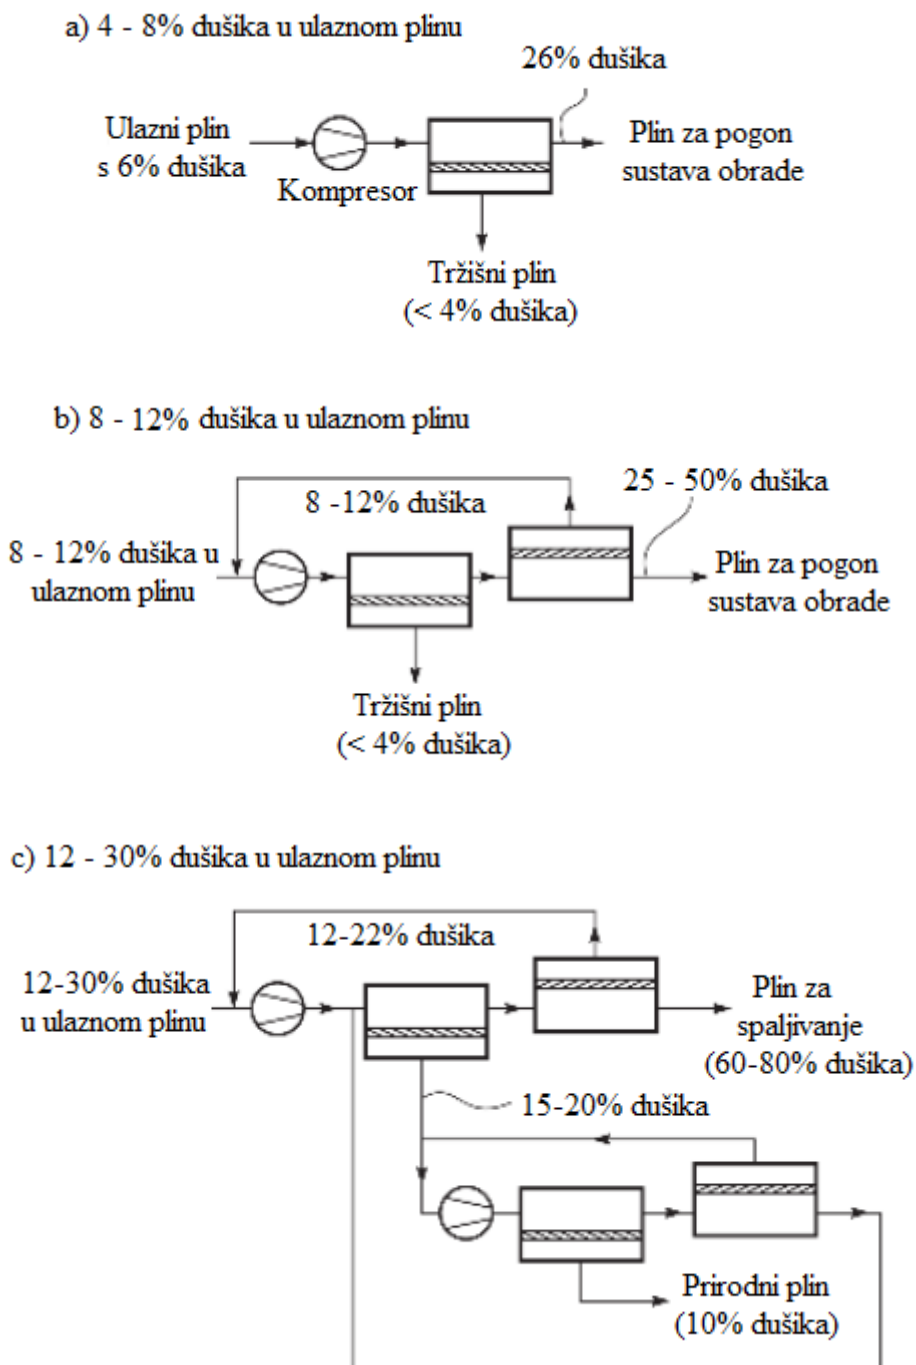 a) 4 - 8% dušika u ulaznom plinu
26% dušika
Ulazni plin
s 6% dušika
Kompresor
Plin za pogon
sustava obrade
Tržišni plin
(< 4% dušika)
b) 8 - 12% dušika u ulaznom plinu
8 -12% dušika
25 - 50% dušika
8 - 12% dušika u
ulaznom plinu
Plin za pogon
sustava obrade
Tržišni plin
(< 4% dušika)
c) 12 - 30% dušika u ulaznom plinu
12-22% dušika
12-30% dušika
u ulaznom plinu
Plin za
spaljivanje
(60-80% dušika)
15-20% dušika
Prirodni plin
(10% dušika)